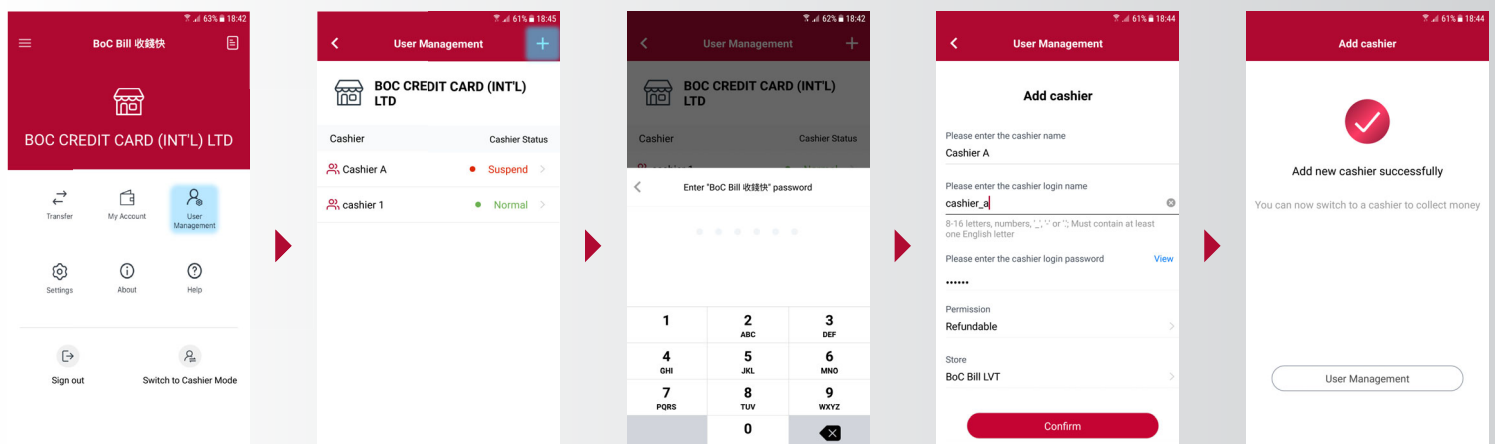 63% 18:42
BoC Bill 收錢快
BOC CREDIT CARD (INT'L) LTD
Transfer
My Account
User
Management
Settings
About
Help
Sign out
Switch to Cashier Mode
61% 18:45
User Management
BOC CREDIT CARD (INT'L)
LTD
Cashier Cashier Status
Cashier A Suspend
cashier 1 Normal
62% 18:42
User Management
BOC CREDIT CARD (INT'L)
LTD
Cashier Cashier Status
Enter "BoC Bill 收錢快" password
1 2 3
ABC DEF
4 5 6
GHI JKL MNO
7 8 9
PQRS TUV WXYZ
0
61% 18:44
User Management
Add cashier
Please enter the cashier name
Cashier A
Please enter the cashier login name
cashier_a
8-16 letters, numbers, '_', '-' or '.'; Must contain at least
one English letter
Please enter the cashier login password View
••••••
Permission
Refundable
Store
BoC Bill LVT
Confirm
61% 18:44
Add cashier
Add new cashier successfully
You can now switch to a cashier to collect money
User Management